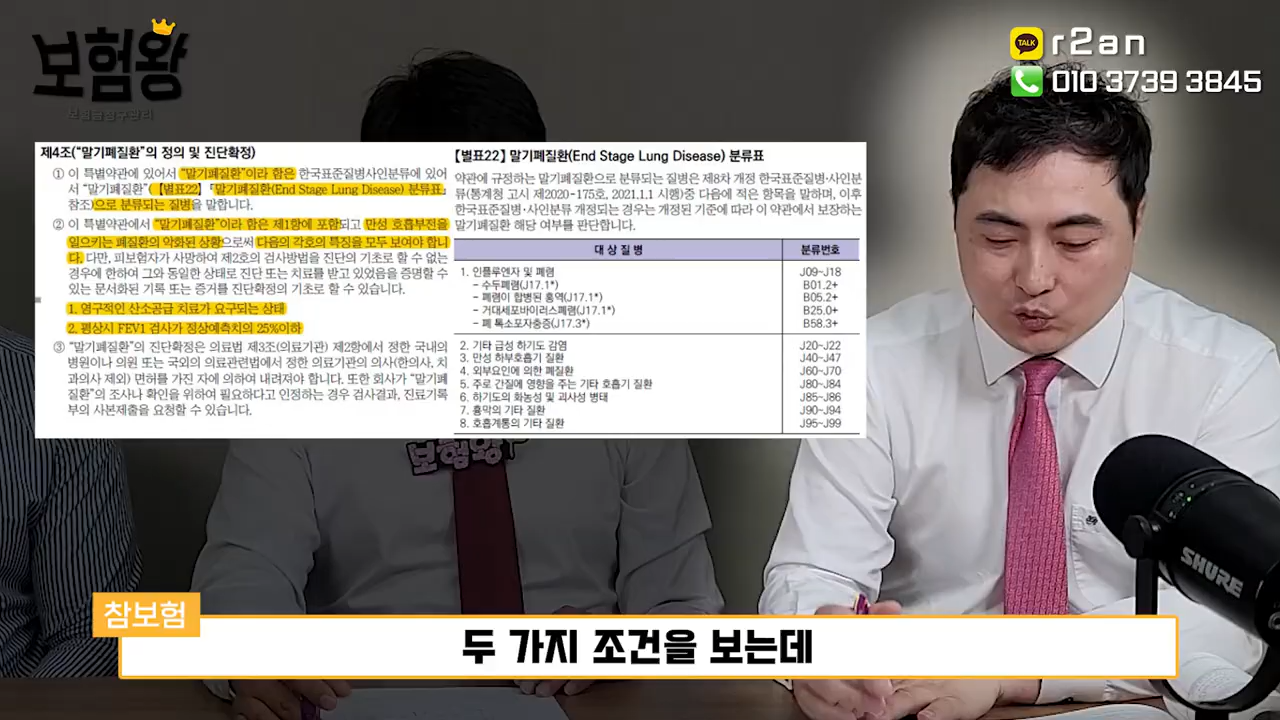 보험왕
보험금청구관리
TALK r2an
010 3739 3845
제4조("말기폐질환"의 정의 및 진단확정)
① 이 특별약관에 있어서 "말기폐질환"이라 함은 한국표준질병사인분류에 있어
서 "말기폐질환"(【별표22】「말기폐질환(End Stage Lung Disease) 분류표」
참조)으로 분류되는 질병을 말합니다.
② 이 특별약관에서 "말기폐질환"이라 함은 제1항에 포함되고 만성 호흡부전을
일으키는 폐질환의 악화된 상황으로써 다음의 각호의 특징을 모두 보여야 합니
다. 다만, 피보험자가 사망하여 제2호의 검사방법을 진단의 기초로 할 수 없는
경우에 한하여 그와 동일한 상태로 진단 또는 치료를 받고 있었음을 증명할 수
있는 문서화된 기록 또는 증거를 진단확정의 기초로 할 수 있습니다.
1. 영구적인 산소공급 치료가 요구되는 상태
2. 평상시 FEV1 검사가 정상예측치의 25%이하
③ "말기폐질환"의 진단확정은 의료법 제3조(의료기관) 제2항에서 정한 국내의
병원이나 의원 또는 국외의 의료관련법에서 정한 의료기관의 의사(한의사, 치
과의사 제외) 면허를 가진 자에 의하여 내려져야 합니다. 또한 회사가 "말기폐
질환"의 조사나 확인을 위하여 필요하다고 인정하는 경우 검사결과, 진료기록
부의 사본제출을 요청할 수 있습니다.
【별표22】 말기폐질환(End Stage Lung Disease) 분류표
약관에 규정하는 말기폐질환으로 분류되는 질병은 제8차 개정 한국표준질병·사인분
류(통계청 고시 제2020-175호, 2021.1.1 시행)중 다음에 적은 항목을 말하며, 이후
한국표준질병·사인분류 개정되는 경우는 개정된 기준에 따라 이 약관에서 보장하는
말기폐질환 해당 여부를 판단합니다.
대 상 질 병 분류번호
1. 인플루엔자 및 폐렴 J09~J18
- 수두폐렴(J17.1*) B01.2+
- 폐렴이 합병된 홍역(J17.1*) B05.2+
- 거대세포바이러스폐렴(J17.1*) B25.0+
- 폐 톡소포자충증(J17.3*) B58.3+
2. 기타 급성 하기도 감염 J20~J22
3. 만성 하부호흡기 질환 J40~J47
4. 외부요인에 의한 폐질환 J60~J70
5. 주로 간질에 영향을 주는 기타 호흡기 질환 J80~J84
6. 하기도의 화농성 및 괴사성 병태 J85~J86
7. 흉막의 기타 질환 J90~J94
8. 호흡계통의 기타 질환 J95~J99
보험왕
SHURE
참보험
두 가지 조건을 보는데